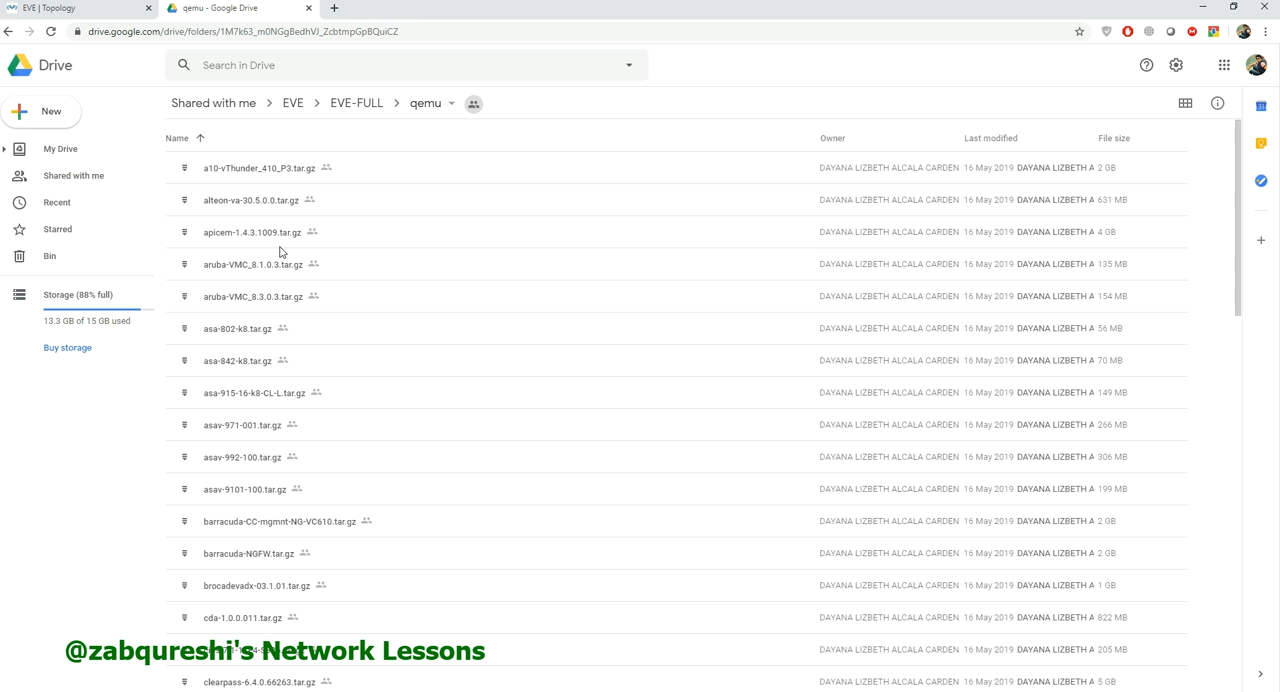 EVE | Topology
qemu - Google Drive
drive.google.com/drive/folders/1M7k63_m0NGgBedhVJ_ZcbtmpGpBQuiCZ
Drive
Search in Drive
New
My Drive
Shared with me
Recent
Starred
Bin
Storage (88% full)
13.3 GB of 15 GB used
Buy storage
Shared with me > EVE > EVE-FULL > qemu
Name Owner Last modified File size
a10-vThunder_410_P3.tar.gz DAYANA LIZBETH ALCALA CARDEN 16 May 2019 DAYANA LIZBETH A 2 GB
alteon-va-30.5.0.0.tar.gz DAYANA LIZBETH ALCALA CARDEN 16 May 2019 DAYANA LIZBETH A 631 MB
apicem-1.4.3.1009.tar.gz DAYANA LIZBETH ALCALA CARDEN 16 May 2019 DAYANA LIZBETH A 4 GB
aruba-VMC_8.1.0.3.tar.gz DAYANA LIZBETH ALCALA CARDEN 16 May 2019 DAYANA LIZBETH A 135 MB
aruba-VMC_8.3.0.3.tar.gz DAYANA LIZBETH ALCALA CARDEN 16 May 2019 DAYANA LIZBETH A 154 MB
asa-802-k8.tar.gz DAYANA LIZBETH ALCALA CARDEN 16 May 2019 DAYANA LIZBETH A 56 MB
asa-842-k8.tar.gz DAYANA LIZBETH ALCALA CARDEN 16 May 2019 DAYANA LIZBETH A 70 MB
asa-915-16-k8-CL-L.tar.gz DAYANA LIZBETH ALCALA CARDEN 16 May 2019 DAYANA LIZBETH A 149 MB
asav-971-001.tar.gz DAYANA LIZBETH ALCALA CARDEN 16 May 2019 DAYANA LIZBETH A 266 MB
asav-992-100.tar.gz DAYANA LIZBETH ALCALA CARDEN 16 May 2019 DAYANA LIZBETH A 306 MB
asav-9101-100.tar.gz DAYANA LIZBETH ALCALA CARDEN 16 May 2019 DAYANA LIZBETH A 199 MB
barracuda-CC-mgmnt-NG-VC610.tar.gz DAYANA LIZBETH ALCALA CARDEN 16 May 2019 DAYANA LIZBETH A 2 GB
barracuda-NGFW.tar.gz DAYANA LIZBETH ALCALA CARDEN 16 May 2019 DAYANA LIZBETH A 2 GB
brocadevadx-03.1.01.tar.gz DAYANA LIZBETH ALCALA CARDEN 16 May 2019 DAYANA LIZBETH A 1 GB
cda-1.0.0.011.tar.gz DAYANA LIZBETH ALCALA CARDEN 16 May 2019 DAYANA LIZBETH A 822 MB
DAYANA LIZBETH ALCALA CARDEN 16 May 2019 DAYANA LIZBETH A 205 MB
@zabqureshi's Network Lessons
clearpass-6.4.0.66263.tar.gz DAYANA LIZBETH ALCALA CARDEN 16 May 2019 DAYANA LIZBETH A 5 GB